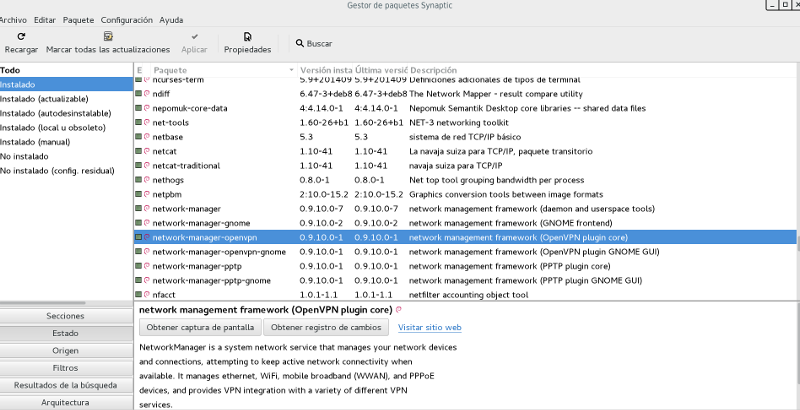 Gestor de paquetes Synaptic
Archivo Editar Paquete Configuración Ayuda
Recargar Marcar todas las actualizaciones Aplicar Propiedades Buscar
Todo
Instalado
Instalado (actualizable)
Instalado (autodesinstalable)
Instalado (local u obsoleto)
Instalado (manual)
No instalado
No instalado (config. residual)
E Paquete Versión insta Última versió Descripción
ncurses-term 5.9+201409 5.9+201409 Definiciones adicionales de tipos de terminal
ndiff 6.47-3+deb8 6.47-3+deb8 The Network Mapper - result compare utility
nepomuk-core-data 4:4.14.0-1 4:4.14.0-1 Nepomuk Semantik Desktop core libraries -- shared data files
net-tools 1.60-26+b1 1.60-26+b1 NET-3 networking toolkit
netbase 5.3 5.3 sistema de red TCP/IP básico
netcat 1.10-41 1.10-41 La navaja suiza para TCP/IP, paquete transitorio
netcat-traditional 1.10-41 1.10-41 navaja suiza para TCP/IP
nethogs 0.8.0-1 0.8.0-1 Net top tool grouping bandwidth per process
netpbm 2:10.0-15.2 2:10.0-15.2 Graphics conversion tools between image formats
network-manager 0.9.10.0-7 0.9.10.0-7 network management framework (daemon and userspace tools)
network-manager-gnome 0.9.10.0-2 0.9.10.0-2 network management framework (GNOME frontend)
network-manager-openvpn 0.9.10.0-1 0.9.10.0-1 network management framework (OpenVPN plugin core)
network-manager-openvpn-gnome 0.9.10.0-1 0.9.10.0-1 network management framework (OpenVPN plugin GNOME GUI)
network-manager-pptp 0.9.10.0-1 0.9.10.0-1 network management framework (PPTP plugin core)
network-manager-pptp-gnome 0.9.10.0-1 0.9.10.0-1 network management framework (PPTP plugin GNOME GUI)
nfacct 1.0.1-1.1 1.0.1-1.1 netfilter accounting object tool
Secciones
Estado
Origen
Filtros
Resultados de la búsqueda
Arquitectura
network management framework (OpenVPN plugin core)
Obtener captura de pantalla Obtener registro de cambios Visitar sitio web
NetworkManager is a system network service that manages your network devices
and connections, attempting to keep active network connectivity when
available. It manages ethernet, WiFi, mobile broadband (WWAN), and PPPoE
devices, and provides VPN integration with a variety of different VPN
services.